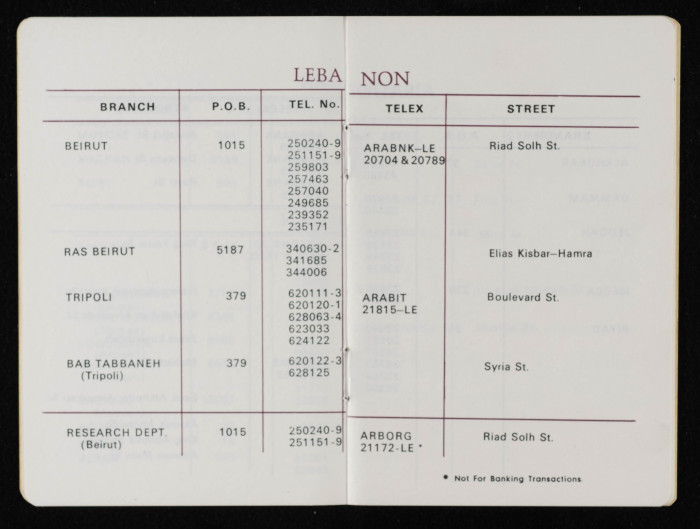 LEBANON
BRANCH P.O.B. TEL. No. TELEX STREET
BEIRUT 1015 250240-9 ARABNK-LE Riad Solh St.
251151-9 20704 & 20789
259803
257463
257040
249685
239352
235171
RAS BEIRUT 5187 340630-2 Elias Kisbar-Hamra
341685
344006
TRIPOLI 379 620111-3 ARABIT Boulevard St.
620120-1 21815-LE
628063-4
623033
624122
BAB TABBANEH 379 620122-3 Syria St.
(Tripoli) 628125
RESEARCH DEPT. 1015 250240-9 ARBORG Riad Solh St.
(Beirut) 251151-9 21172-LE *
* Not For Banking Transactions